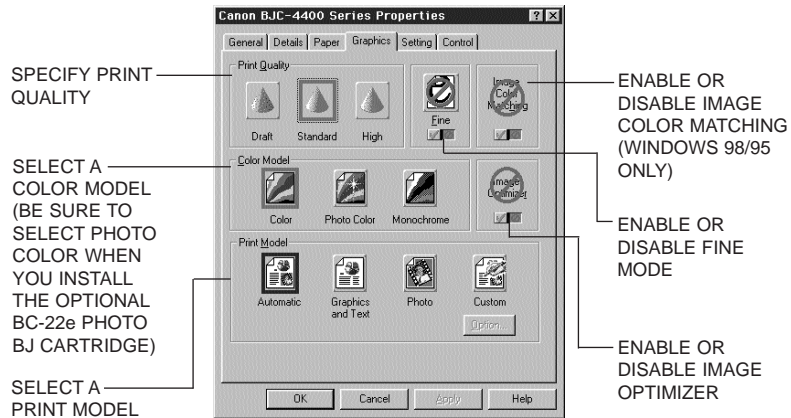 SPECIFY PRINT
QUALITY
SELECT A
COLOR MODEL
(BE SURE TO
SELECT PHOTO
COLOR WHEN
YOU INSTALL
THE OPTIONAL
BC-22e PHOTO
BJ CARTRIDGE)
SELECT A
PRINT MODEL
Canon BJC-4400 Series Properties
General Details Paper Graphics Setting Control
Print Quality
Draft Standard High
Fine
Image
Color
Matching
Color Model
Color Photo Color Monochrome
Image
Optimizer
Print Model
Automatic Graphics
and Text Photo Custom
Option...
OK Cancel Apply Help
ENABLE OR
DISABLE IMAGE
COLOR MATCHING
(WINDOWS 98/95
ONLY)
ENABLE OR
DISABLE FINE
MODE
ENABLE OR
DISABLE IMAGE
OPTIMIZER